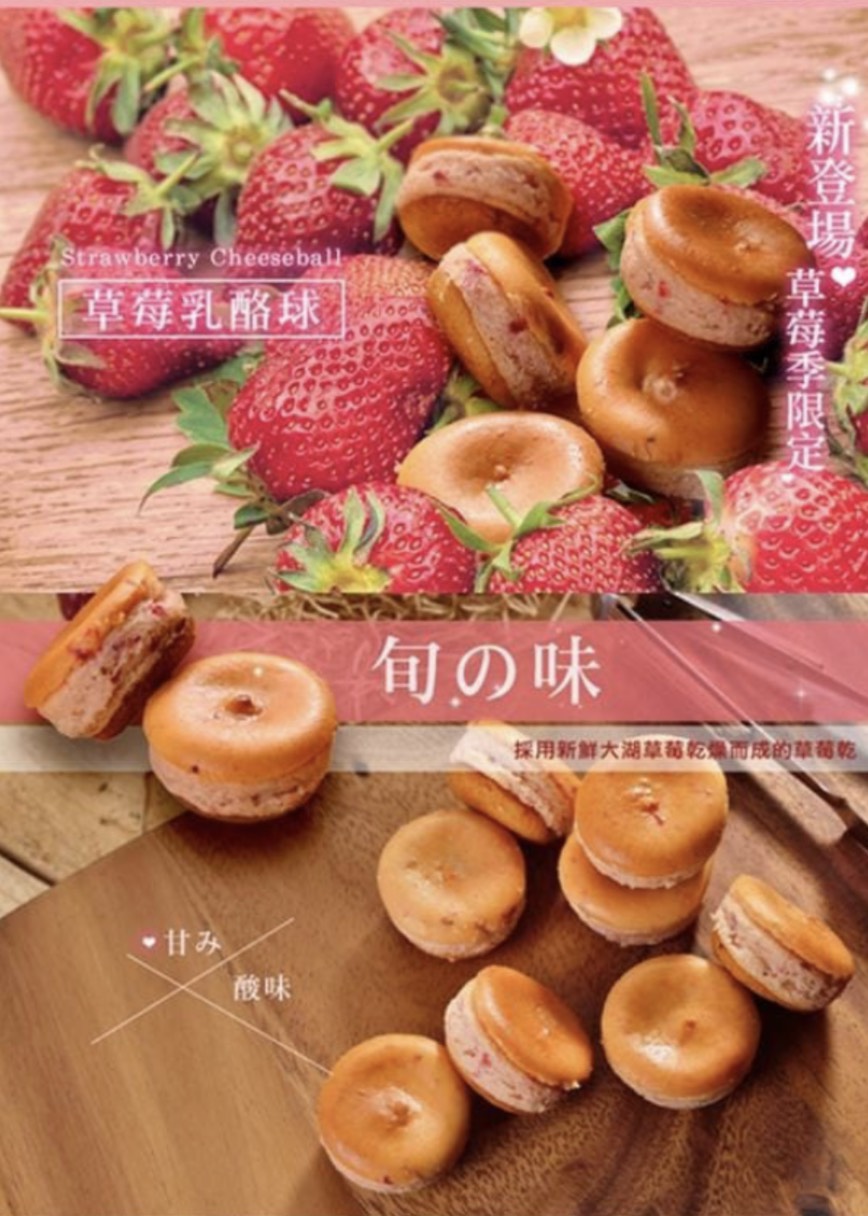 Strawberry Cheeseball
草莓乳酪球
新登場❤
草莓季限定
旬の味
採用新鮮大湖草莓乾燥而成的草莓乾
甘み
酸味